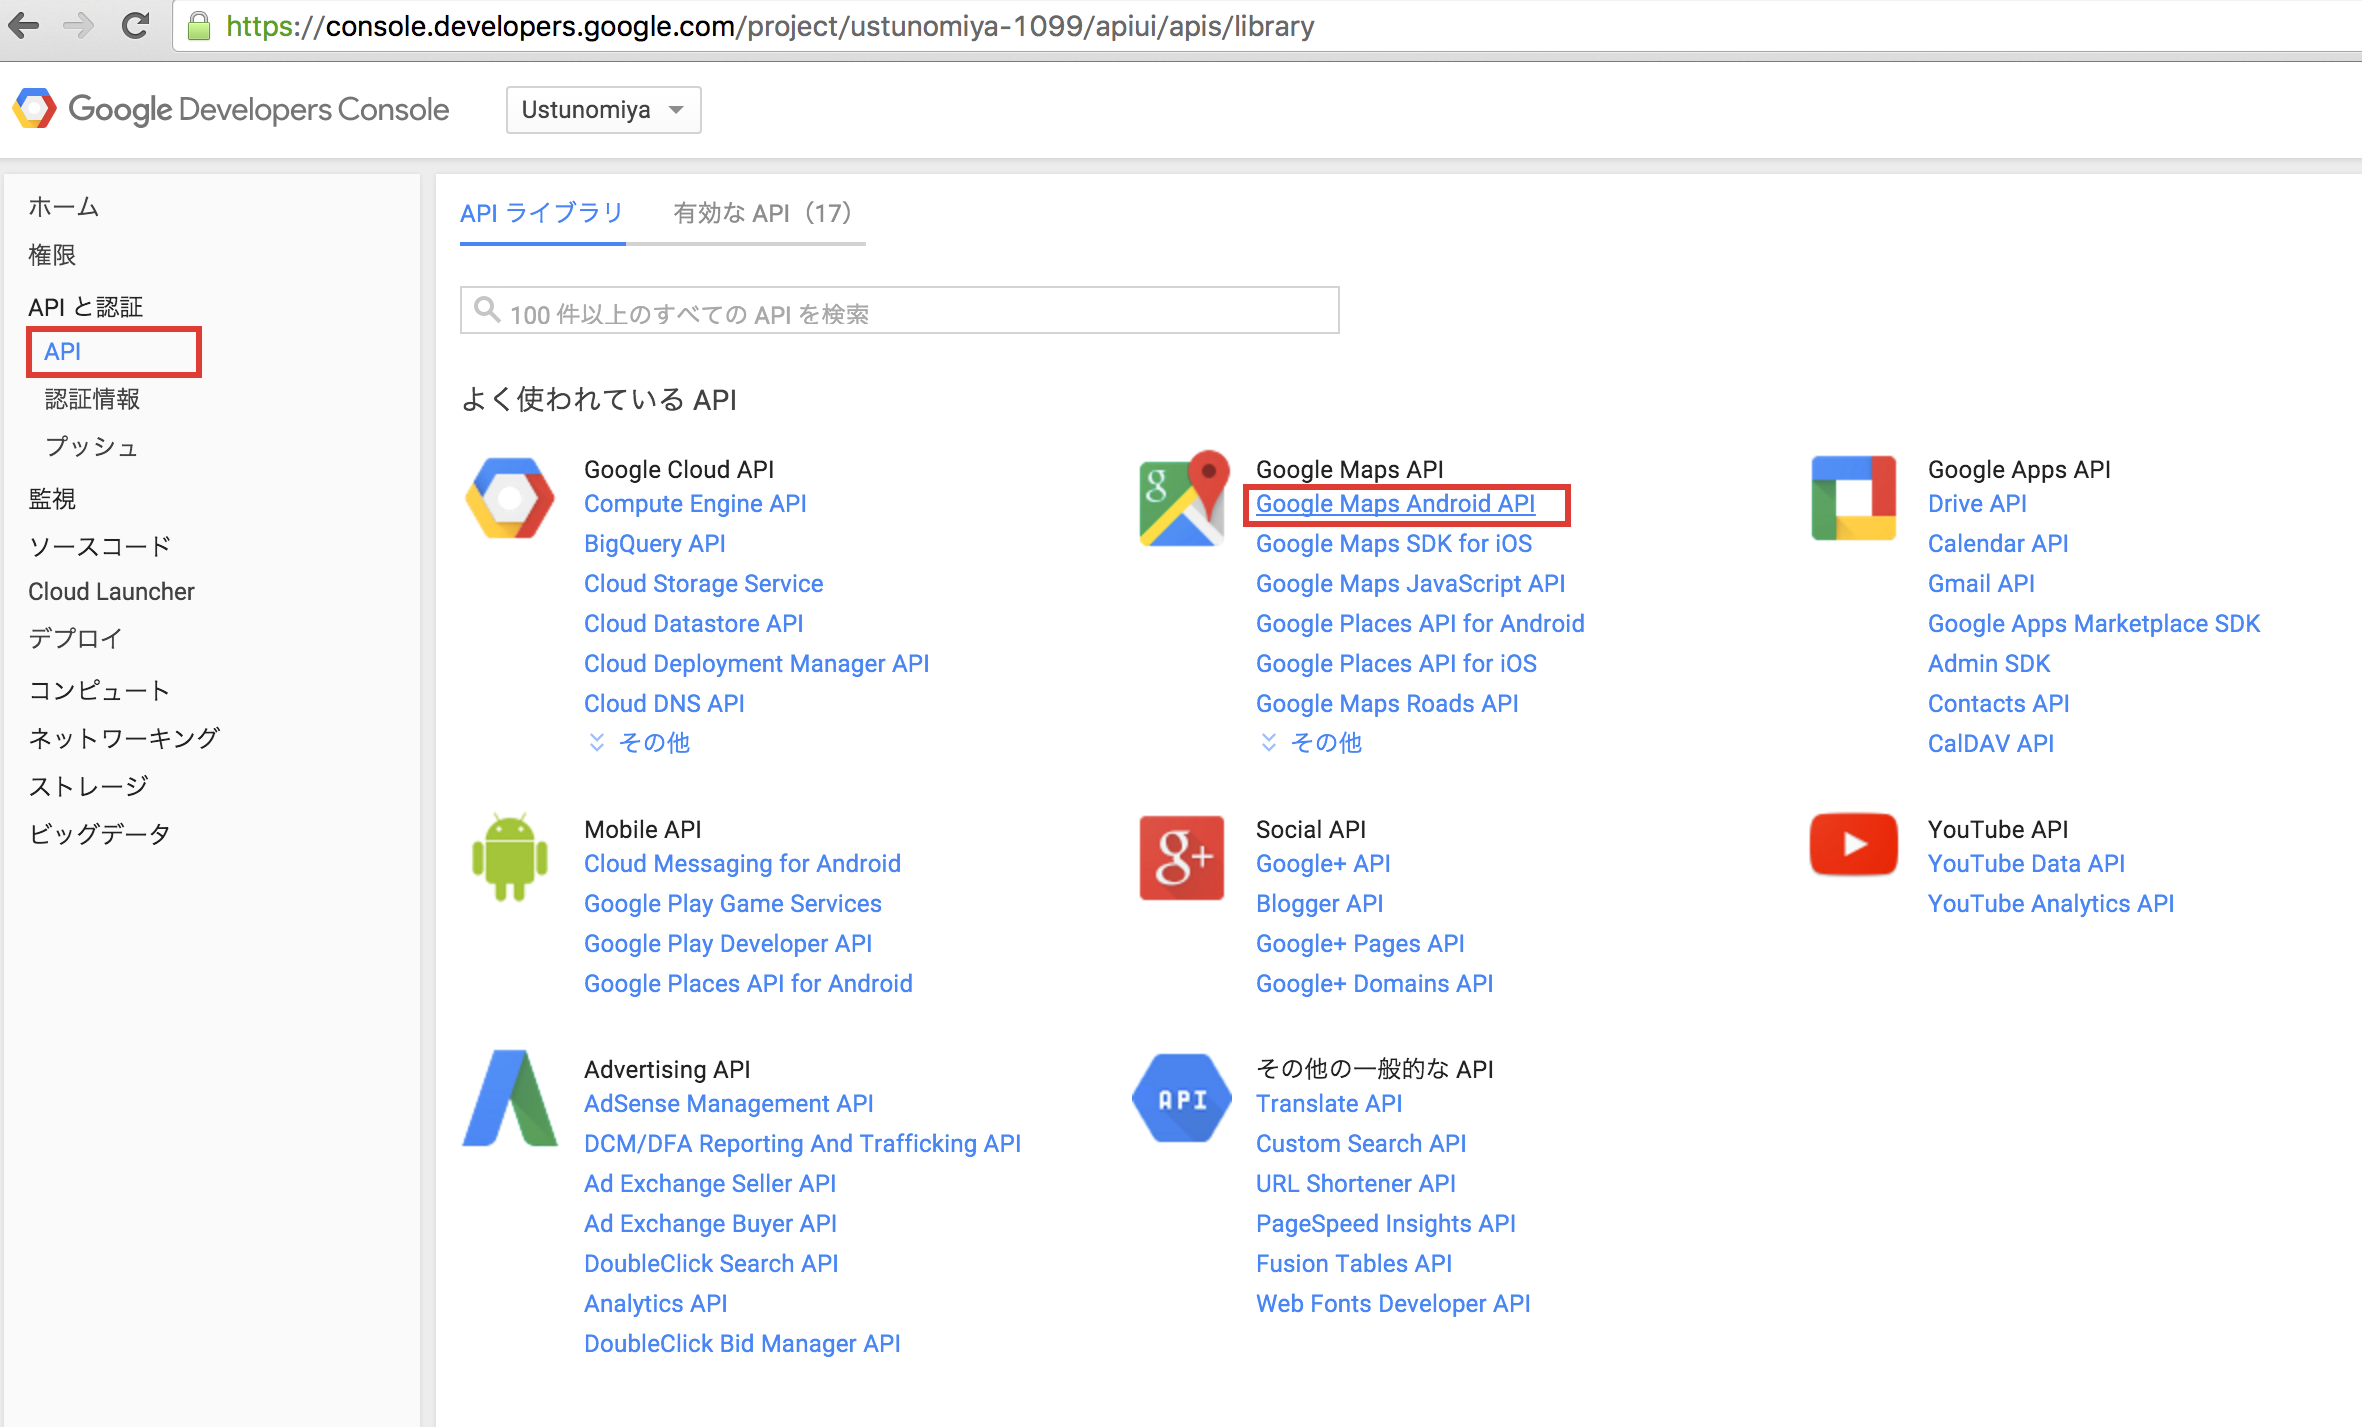 https://console.developers.google.com/project/ustunomiya-1099/apiui/apis/library
Google Developers Console
Ustunomiya
ホーム
権限
API と認証
API
認証情報
プッシュ
監視
ソースコード
Cloud Launcher
デプロイ
コンピュート
ネットワーキング
ストレージ
ビッグデータ
API ライブラリ
有効な API（17）
100 件以上のすべての API を検索
よく使われている API
Google Cloud API
Compute Engine API
BigQuery API
Cloud Storage Service
Cloud Datastore API
Cloud Deployment Manager API
Cloud DNS API
その他
g
Google Maps API
Google Maps Android API
Google Maps SDK for iOS
Google Maps JavaScript API
Google Places API for Android
Google Places API for iOS
Google Maps Roads API
その他
Google Apps API
Drive API
Calendar API
Gmail API
Google Apps Marketplace SDK
Admin SDK
Contacts API
CalDAV API
Mobile API
Cloud Messaging for Android
Google Play Game Services
Google Play Developer API
Google Places API for Android
g+
Social API
Google+ API
Blogger API
Google+ Pages API
Google+ Domains API
YouTube API
YouTube Data API
YouTube Analytics API
Advertising API
AdSense Management API
DCM/DFA Reporting And Trafficking API
Ad Exchange Seller API
Ad Exchange Buyer API
DoubleClick Search API
Analytics API
DoubleClick Bid Manager API
API
その他の一般的な API
Translate API
Custom Search API
URL Shortener API
PageSpeed Insights API
Fusion Tables API
Web Fonts Developer API